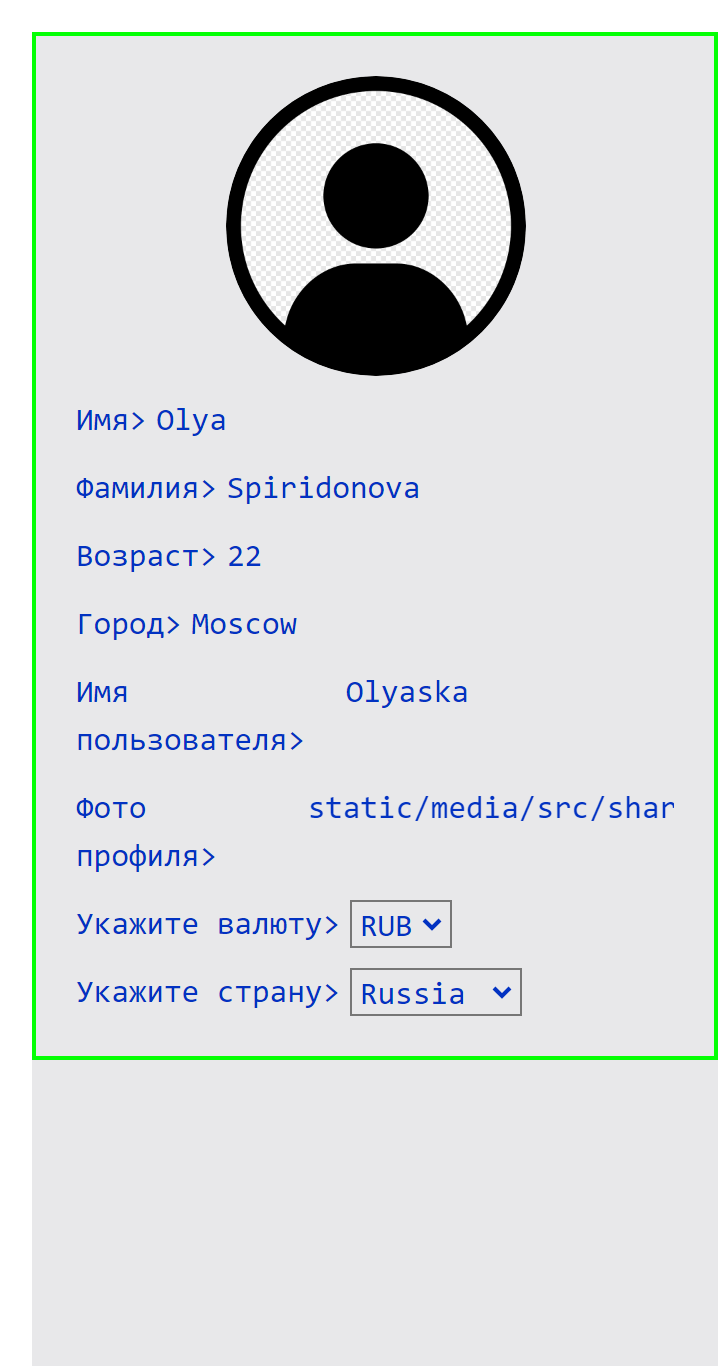 Имя> Olya
Фамилия> Spiridonova
Возраст> 22
Город> Moscow
Имя пользователя> Olyaska
Фото профиля> static/media/src/shar
Укажите валюту> RUB
Укажите страну> Russia